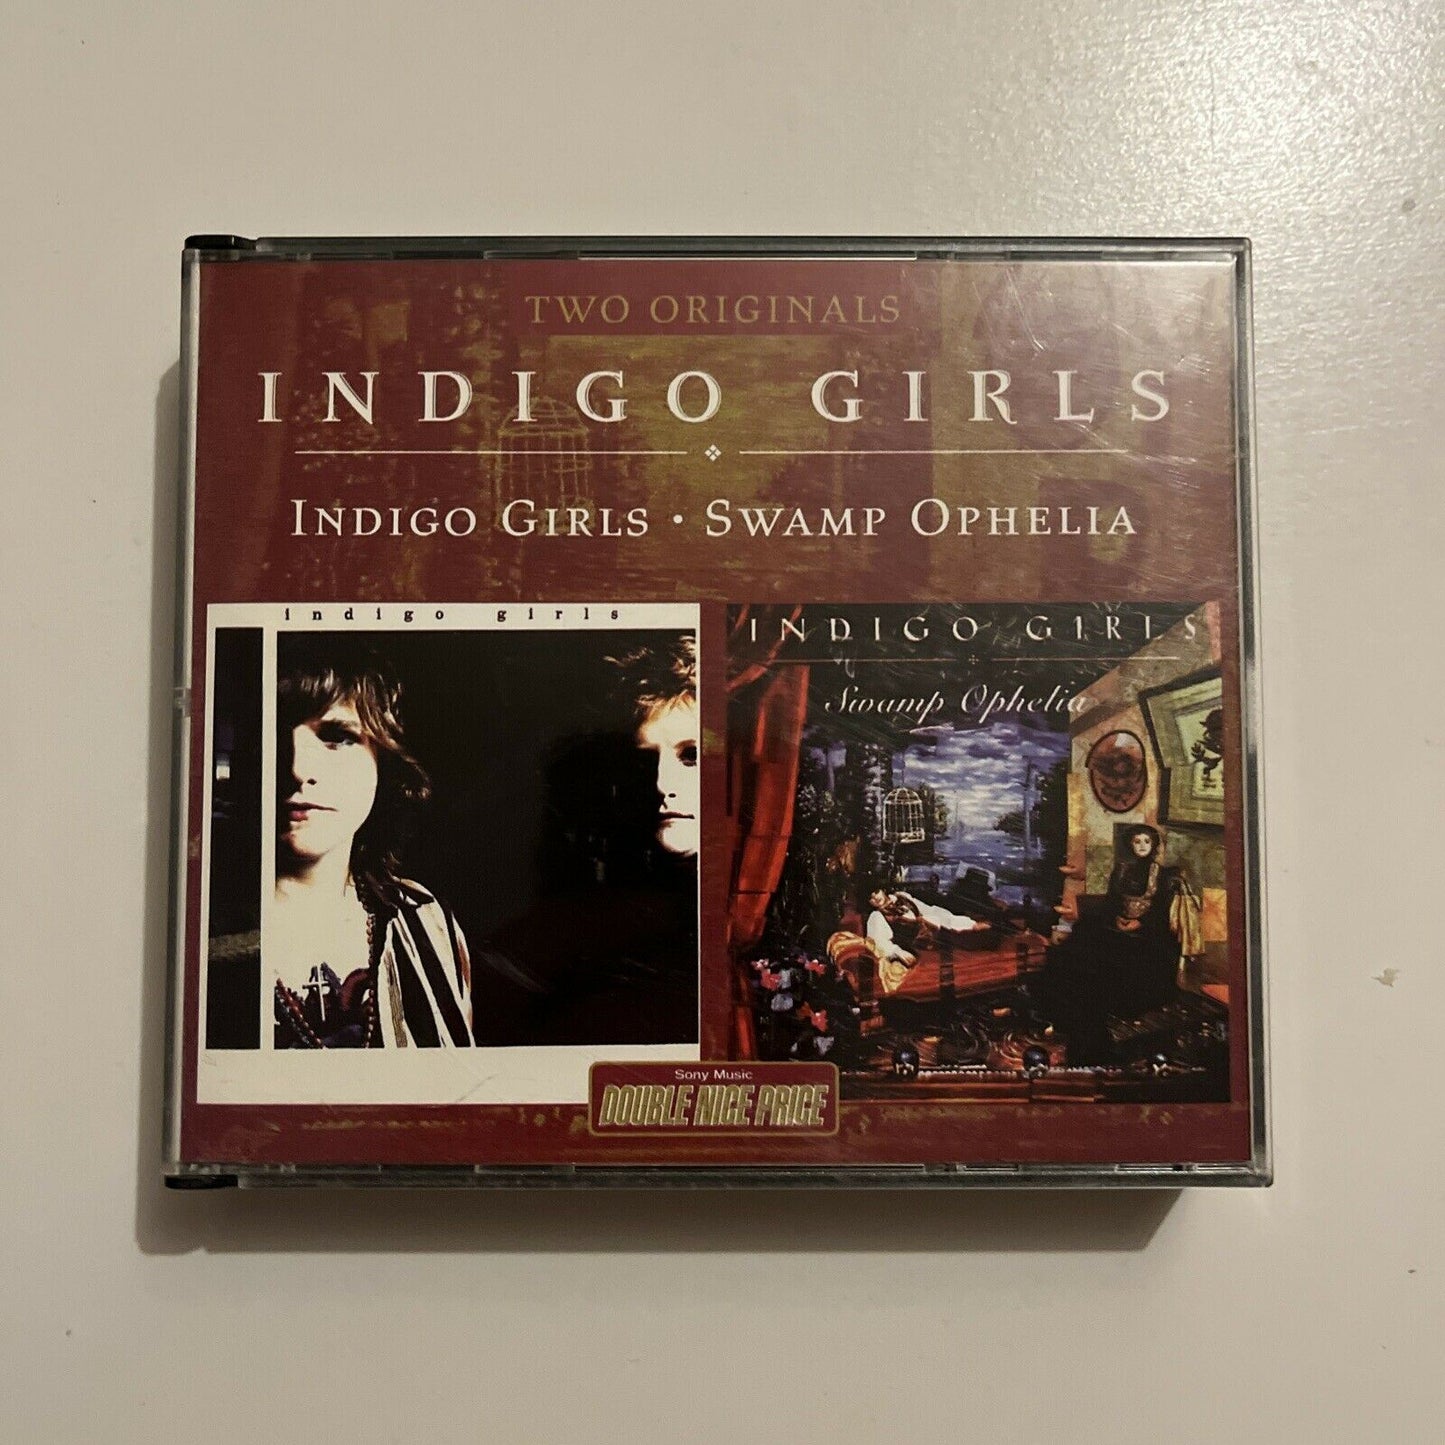 TWO ORIGINALS
INDIGO GIRLS
INDIGO GIRLS • SWAMP OPHELIA
indigo girls
INDIGO GIRLS
Swamp Ophelia
Sony Music
DOUBLE NICE PRICE